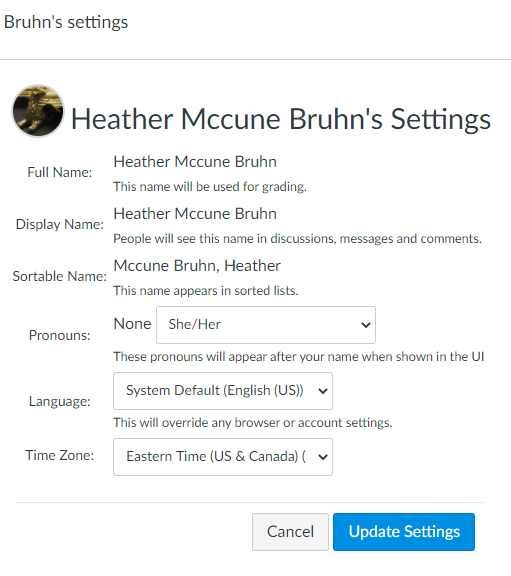 Bruhn's settings
Heather Mccune Bruhn's Settings
Full Name: Heather Mccune Bruhn
This name will be used for grading.
Display Name: Heather Mccune Bruhn
People will see this name in discussions, messages and comments.
Sortable Name: Mccune Bruhn, Heather
This name appears in sorted lists.
Pronouns: None She/Her
These pronouns will appear after your name when shown in the UI
Language: System Default (English (US))
This will override any browser or account settings.
Time Zone: Eastern Time (US & Canada) (
Cancel Update Settings